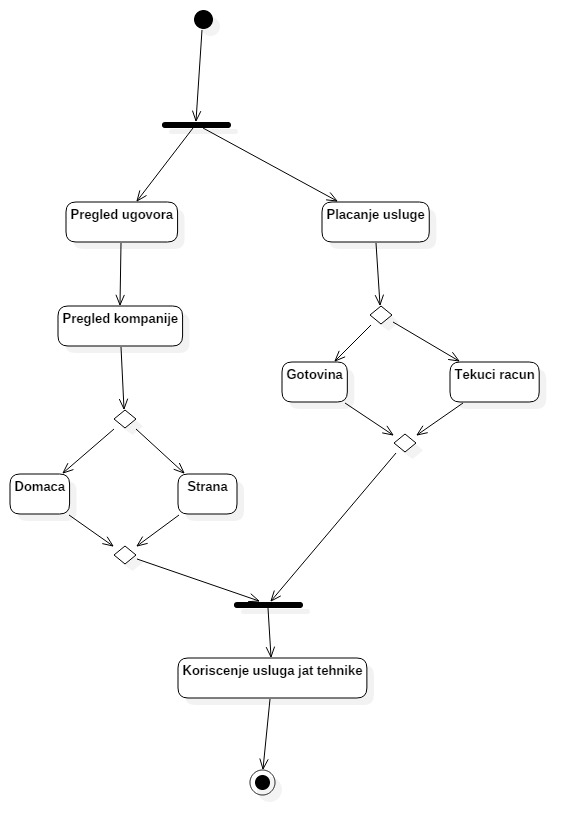 Pregled ugovora
Placanje usluge
Pregled kompanije
Gotovina
Tekuci racun
Domaca
Strana
Koriscenje usluga jat tehnike